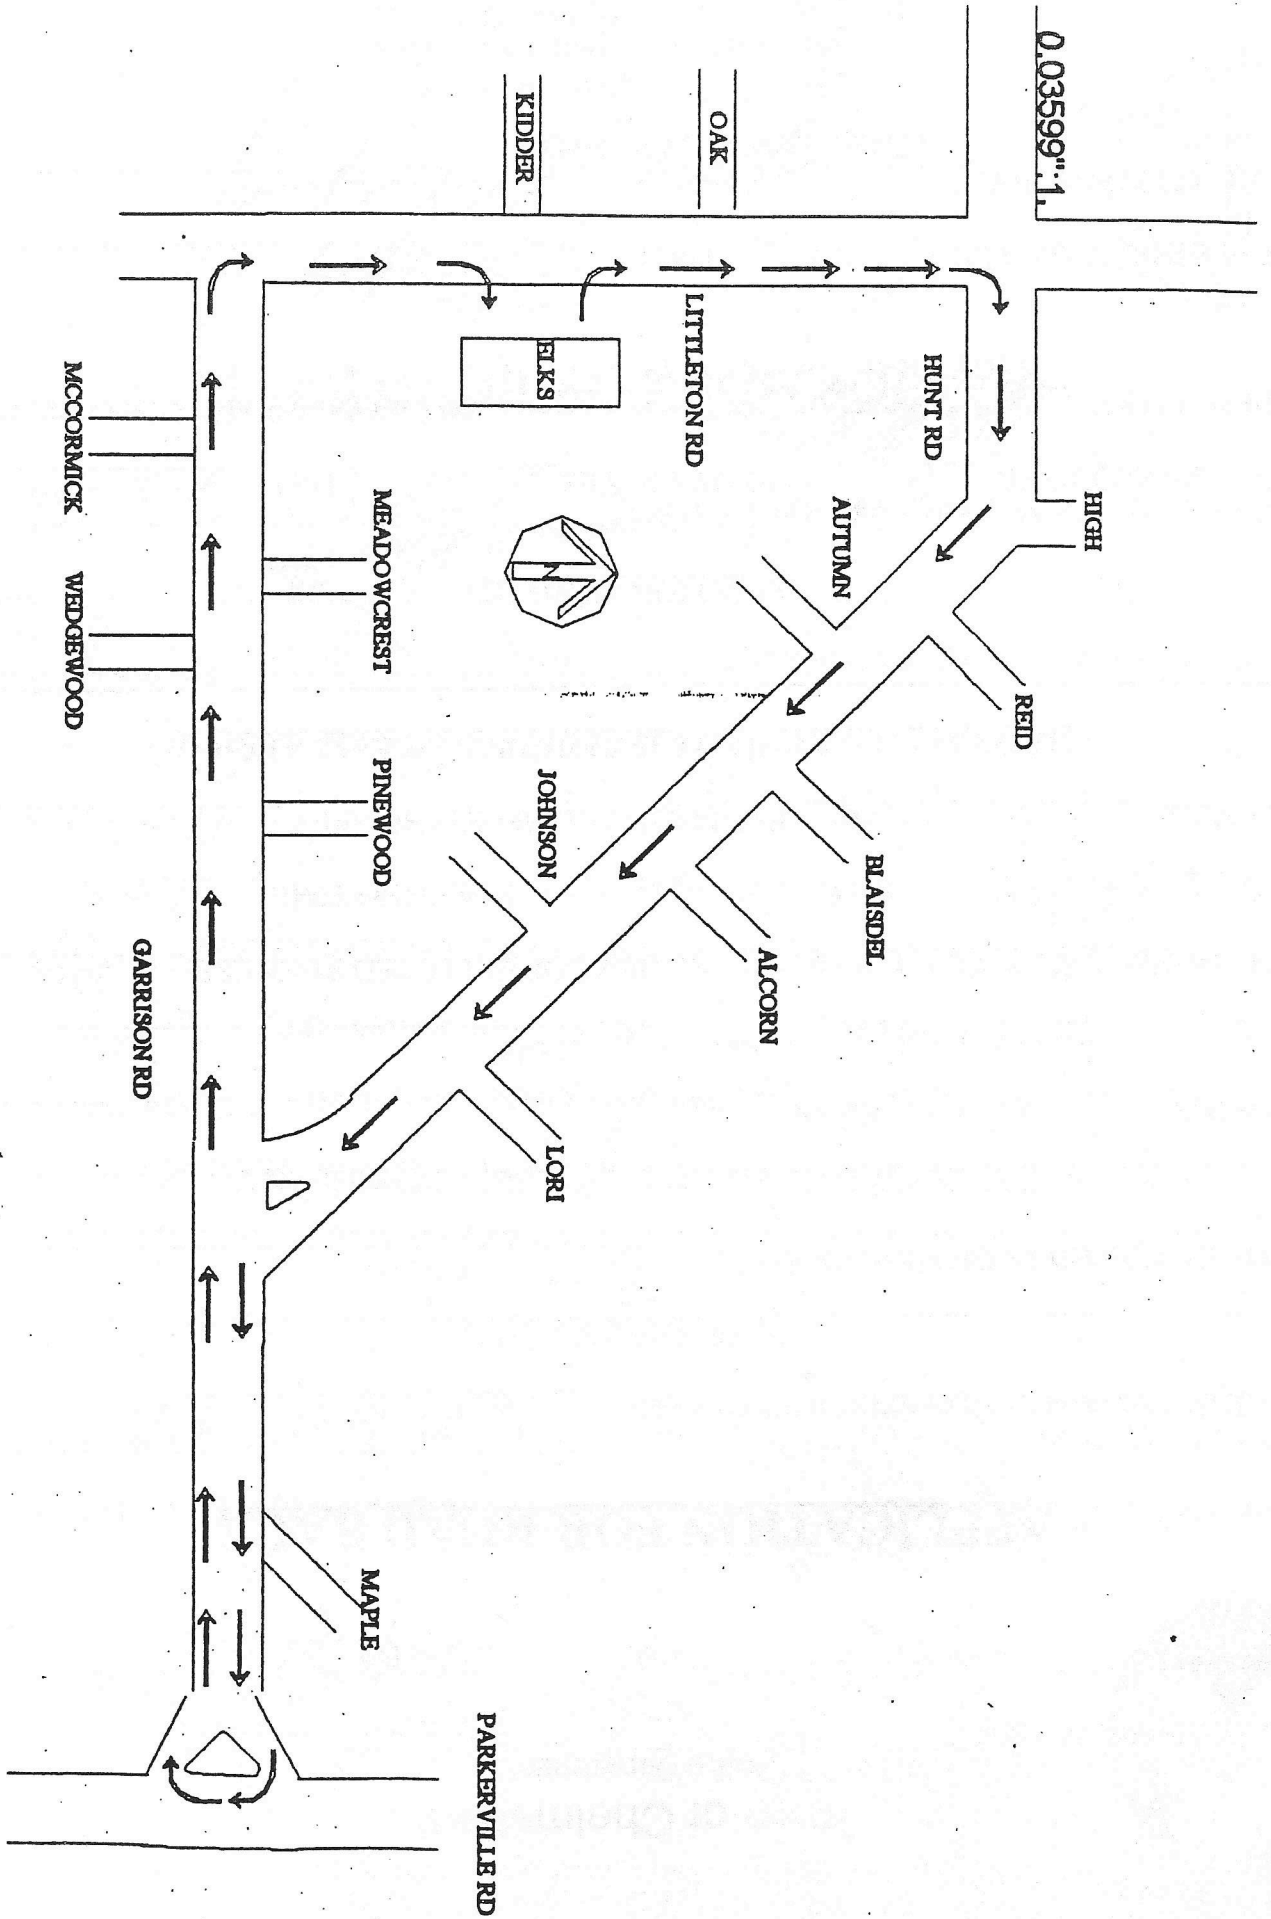 0.03599":1.
OAK
KIDDER
HIGH
HUNT RD
LITTLETON RD
ELKS
REID
AUTUMN
N
MEADOWCREST
MCCORMICK
BLAISDEL
ALCORN
JOHNSON
PINEWOOD
WEDGEWOOD
LORI
GARRISON RD
MAPLE
PARKERVILLE RD